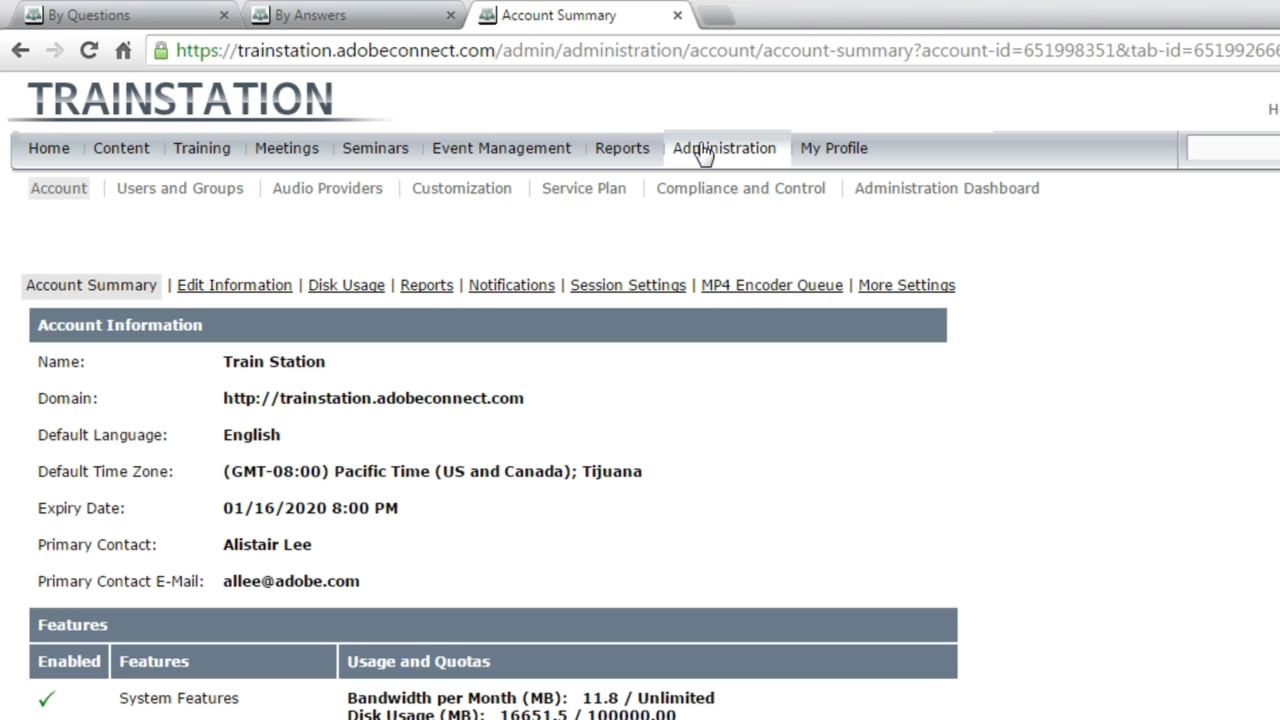 By Questions By Answers Account Summary
https://trainstation.adobeconnect.com/admin/administration/account/account-summary?account-id=651998351&tab-id=651992666
TRAINSTATION
Home Content Training Meetings Seminars Event Management Reports Administration My Profile
Account Users and Groups Audio Providers Customization Service Plan Compliance and Control Administration Dashboard
Account Summary | Edit Information | Disk Usage | Reports | Notifications | Session Settings | MP4 Encoder Queue | More Settings
Account Information
Name: Train Station
Domain: http://trainstation.adobeconnect.com
Default Language: English
Default Time Zone: (GMT-08:00) Pacific Time (US and Canada); Tijuana
Expiry Date: 01/16/2020 8:00 PM
Primary Contact: Alistair Lee
Primary Contact E-Mail: allee@adobe.com
Features
Enabled Features Usage and Quotas
System Features Bandwidth per Month (MB): 11.8 / Unlimited
Disk Usage (MB): 16651.5 / 100000.00